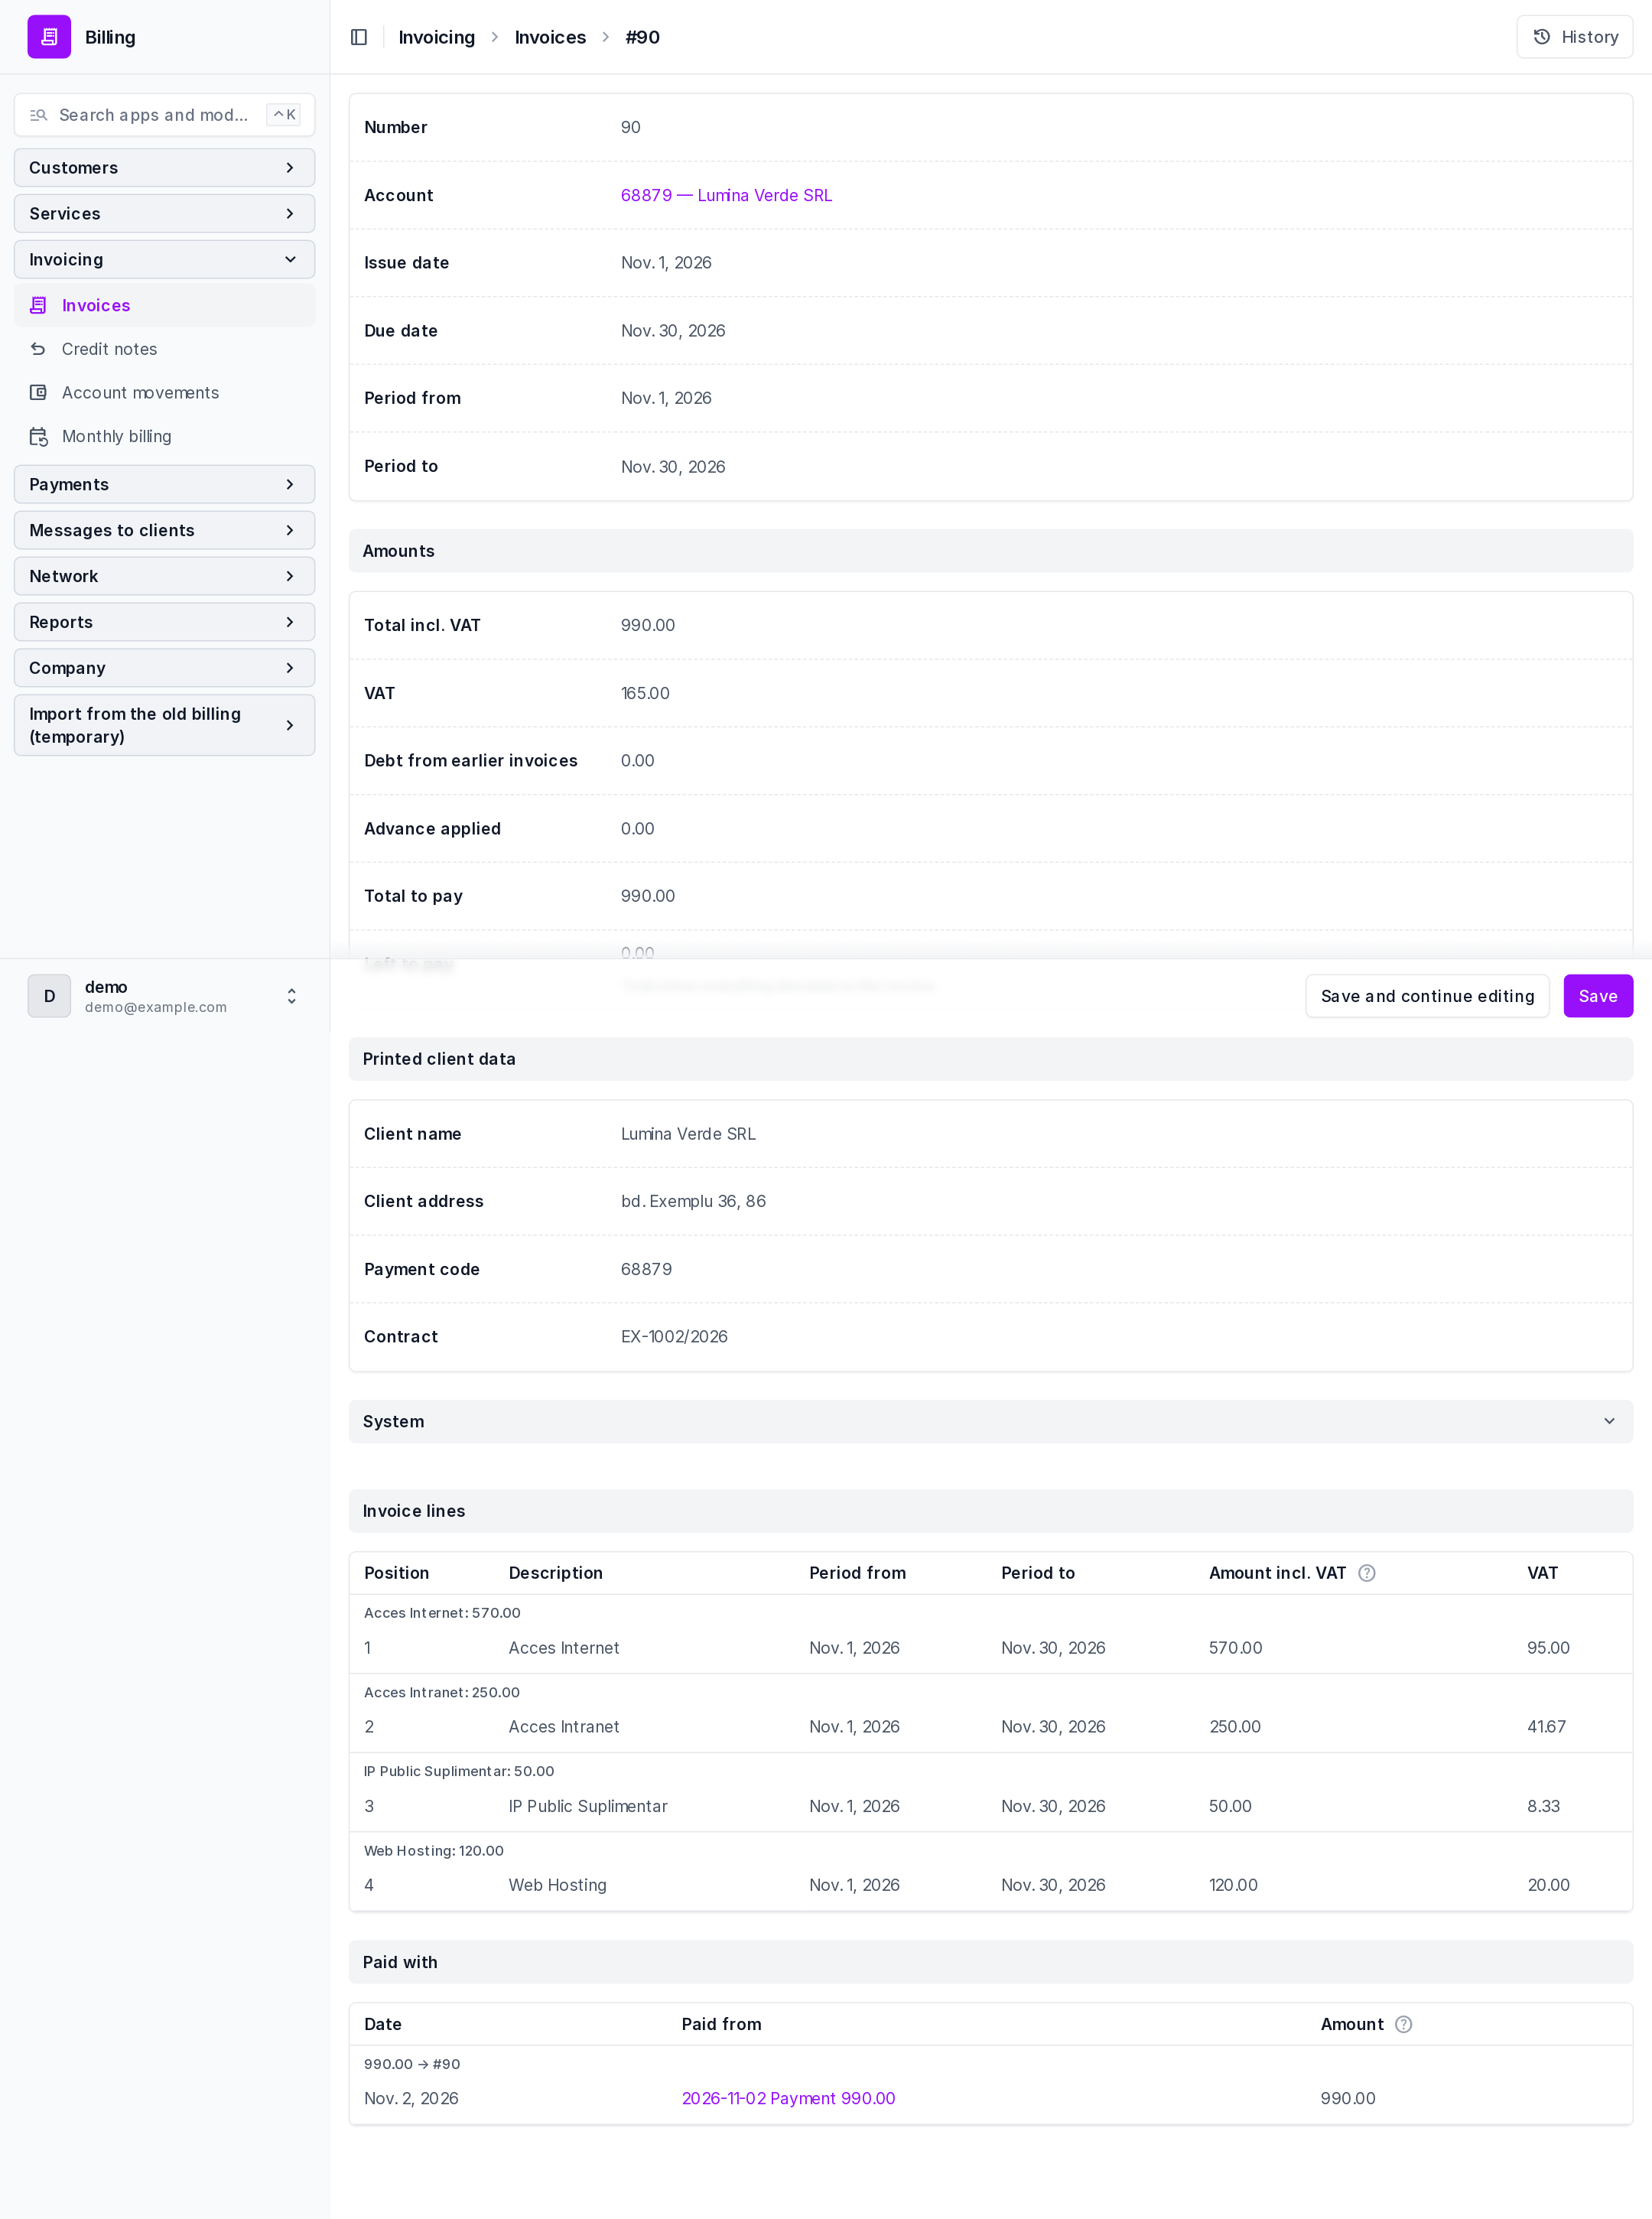 Billing
Invoicing > Invoices > #90
History
Search apps and mod...
⌃K
Customers
Services
Invoicing
Invoices
Credit notes
Account movements
Monthly billing
Payments
Messages to clients
Network
Reports
Company
Import from the old billing
(temporary)
D
demo
demo@example.com
Number 90
Account 68879 — Lumina Verde SRL
Issue date Nov. 1, 2026
Due date Nov. 30, 2026
Period from Nov. 1, 2026
Period to Nov. 30, 2026
Amounts
Total incl. VAT 990.00
VAT 165.00
Debt from earlier invoices 0.00
Advance applied 0.00
Total to pay 990.00
Left to pay 0.00
Save and continue editing
Save
Printed client data
Client name Lumina Verde SRL
Client address bd. Exemplu 36, 86
Payment code 68879
Contract EX-1002/2026
System
Invoice lines
Position Description Period from Period to Amount incl. VAT ? VAT
Acces Internet: 570.00
1 Acces Internet Nov. 1, 2026 Nov. 30, 2026 570.00 95.00
Acces Intranet: 250.00
2 Acces Intranet Nov. 1, 2026 Nov. 30, 2026 250.00 41.67
IP Public Suplimentar: 50.00
3 IP Public Suplimentar Nov. 1, 2026 Nov. 30, 2026 50.00 8.33
Web Hosting: 120.00
4 Web Hosting Nov. 1, 2026 Nov. 30, 2026 120.00 20.00
Paid with
Date Paid from Amount ?
990.00 → #90
Nov. 2, 2026 2026-11-02 Payment 990.00 990.00